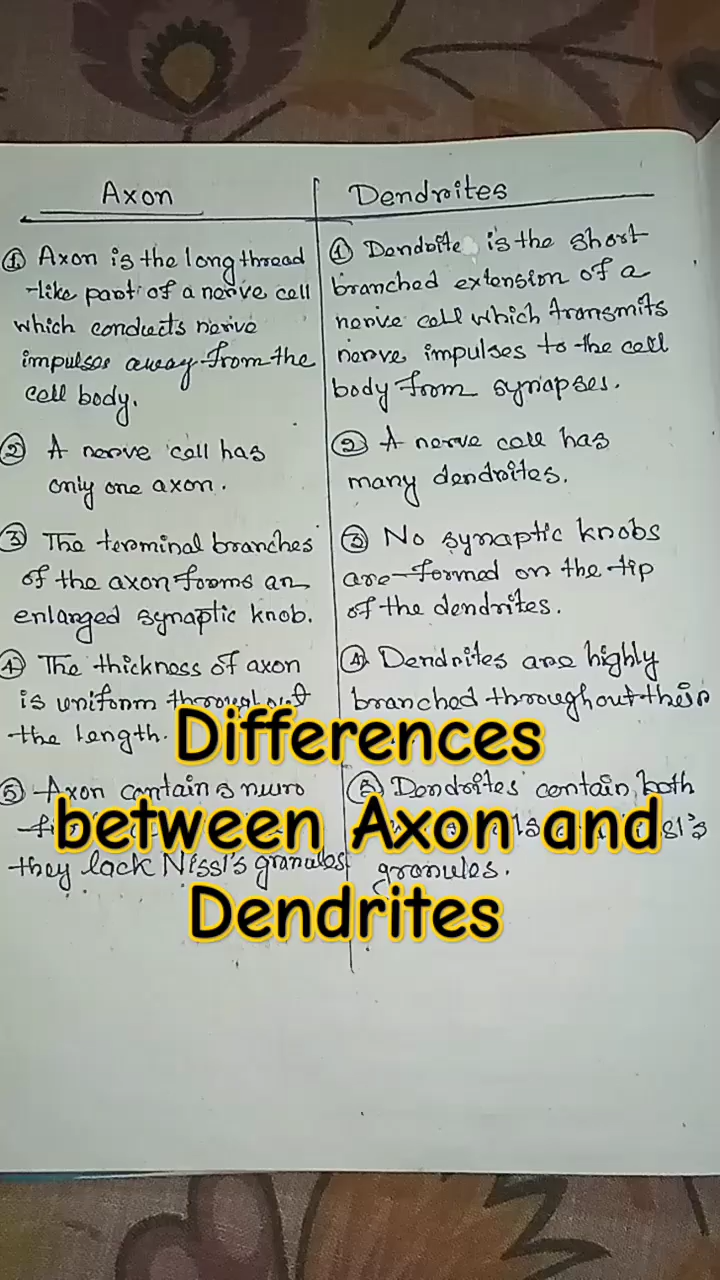 Axon
① Axon is the long thread
-like part of a nerve cell
which conducts nerve
impulses away from the
cell body.
② A nerve cell has
only one axon.
③ The terminal branches
of the axon forms an
enlarged synaptic knob.
④ The thickness of axon
is uniform throughout
the length.
⑤ Axon contains nuro
they lack Nissl's granules
Dendrites
① Dendrite is the short
branched extension of a
nerve cell which transmits
nerve impulses to the cell
body from synapses.
② A nerve cell has
many dendrites.
③ No synaptic knobs
are formed on the tip
of the dendrites.
④ Dendrites are highly
branched throughout their
⑤ Dendrites contain both
granules.
Differences
between Axon and
Dendrites